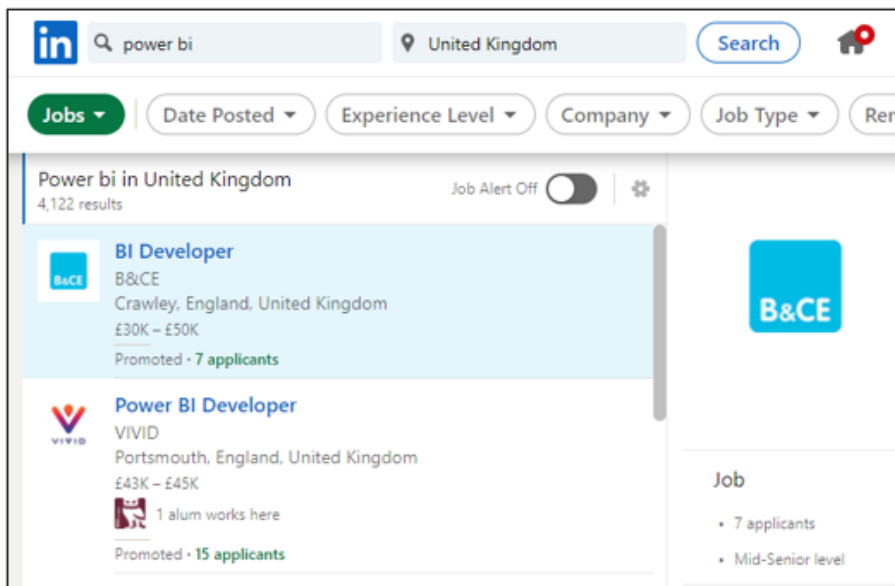 in power bi United Kingdom Search
Jobs Date Posted Experience Level Company Job Type Rer
Power bi in United Kingdom
4,122 results
Job Alert Off
BI Developer
B&CE
B&CE
Crawley, England, United Kingdom
£30K – £50K
Promoted · 7 applicants
Power BI Developer
VIVID
VIVID
Portsmouth, England, United Kingdom
£43K – £45K
1 alum works here
Promoted · 15 applicants
B&CE
Job
• 7 applicants
• Mid-Senior level